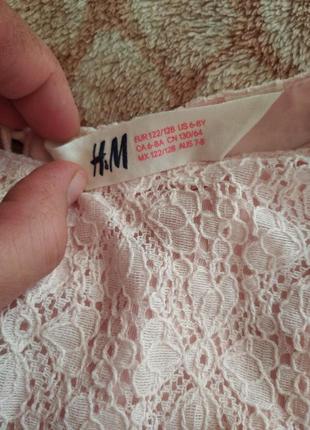 H&M
EUR 122/128 US 6-8Y
CA 6-8A CN 130/64
MX 122/128 AUS 7-8